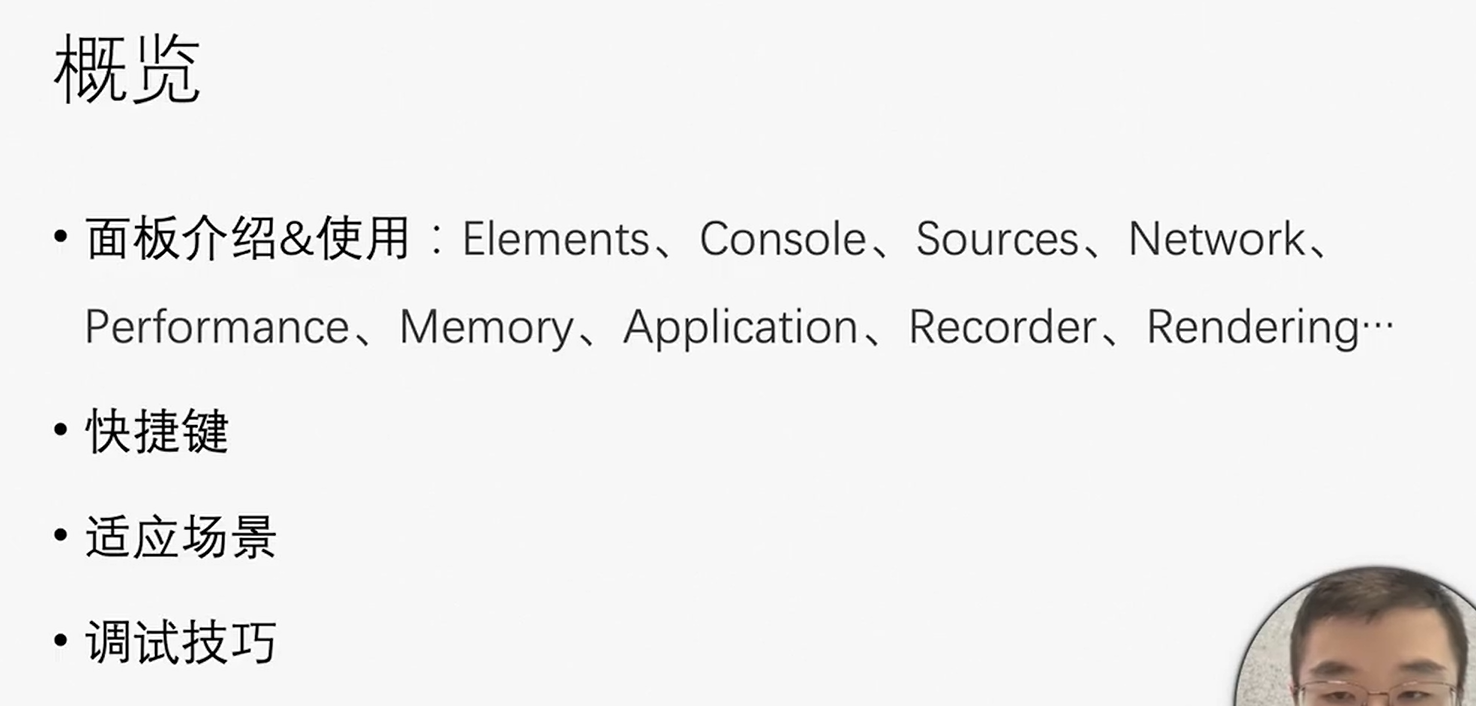 概览
• 面板介绍&使用：Elements、Console、Sources、Network、
Performance、Memory、Application、Recorder、Rendering…
• 快捷键
• 适应场景
• 调试技巧